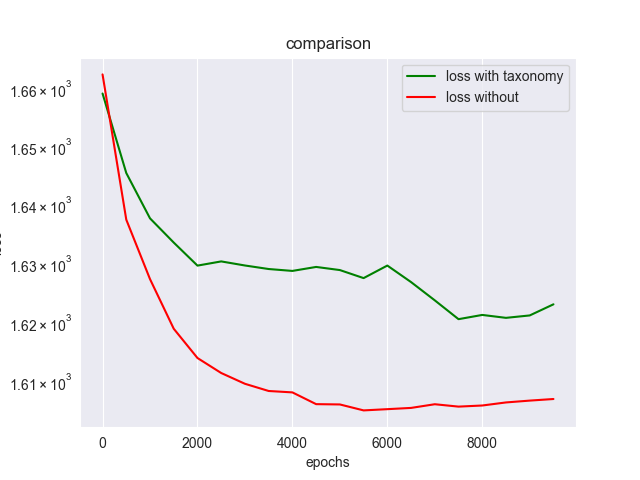 comparison
loss with taxonomy
loss without
1.66 × 10³
1.65 × 10³
1.64 × 10³
1.63 × 10³
1.62 × 10³
1.61 × 10³
0
2000
4000
6000
8000
epochs